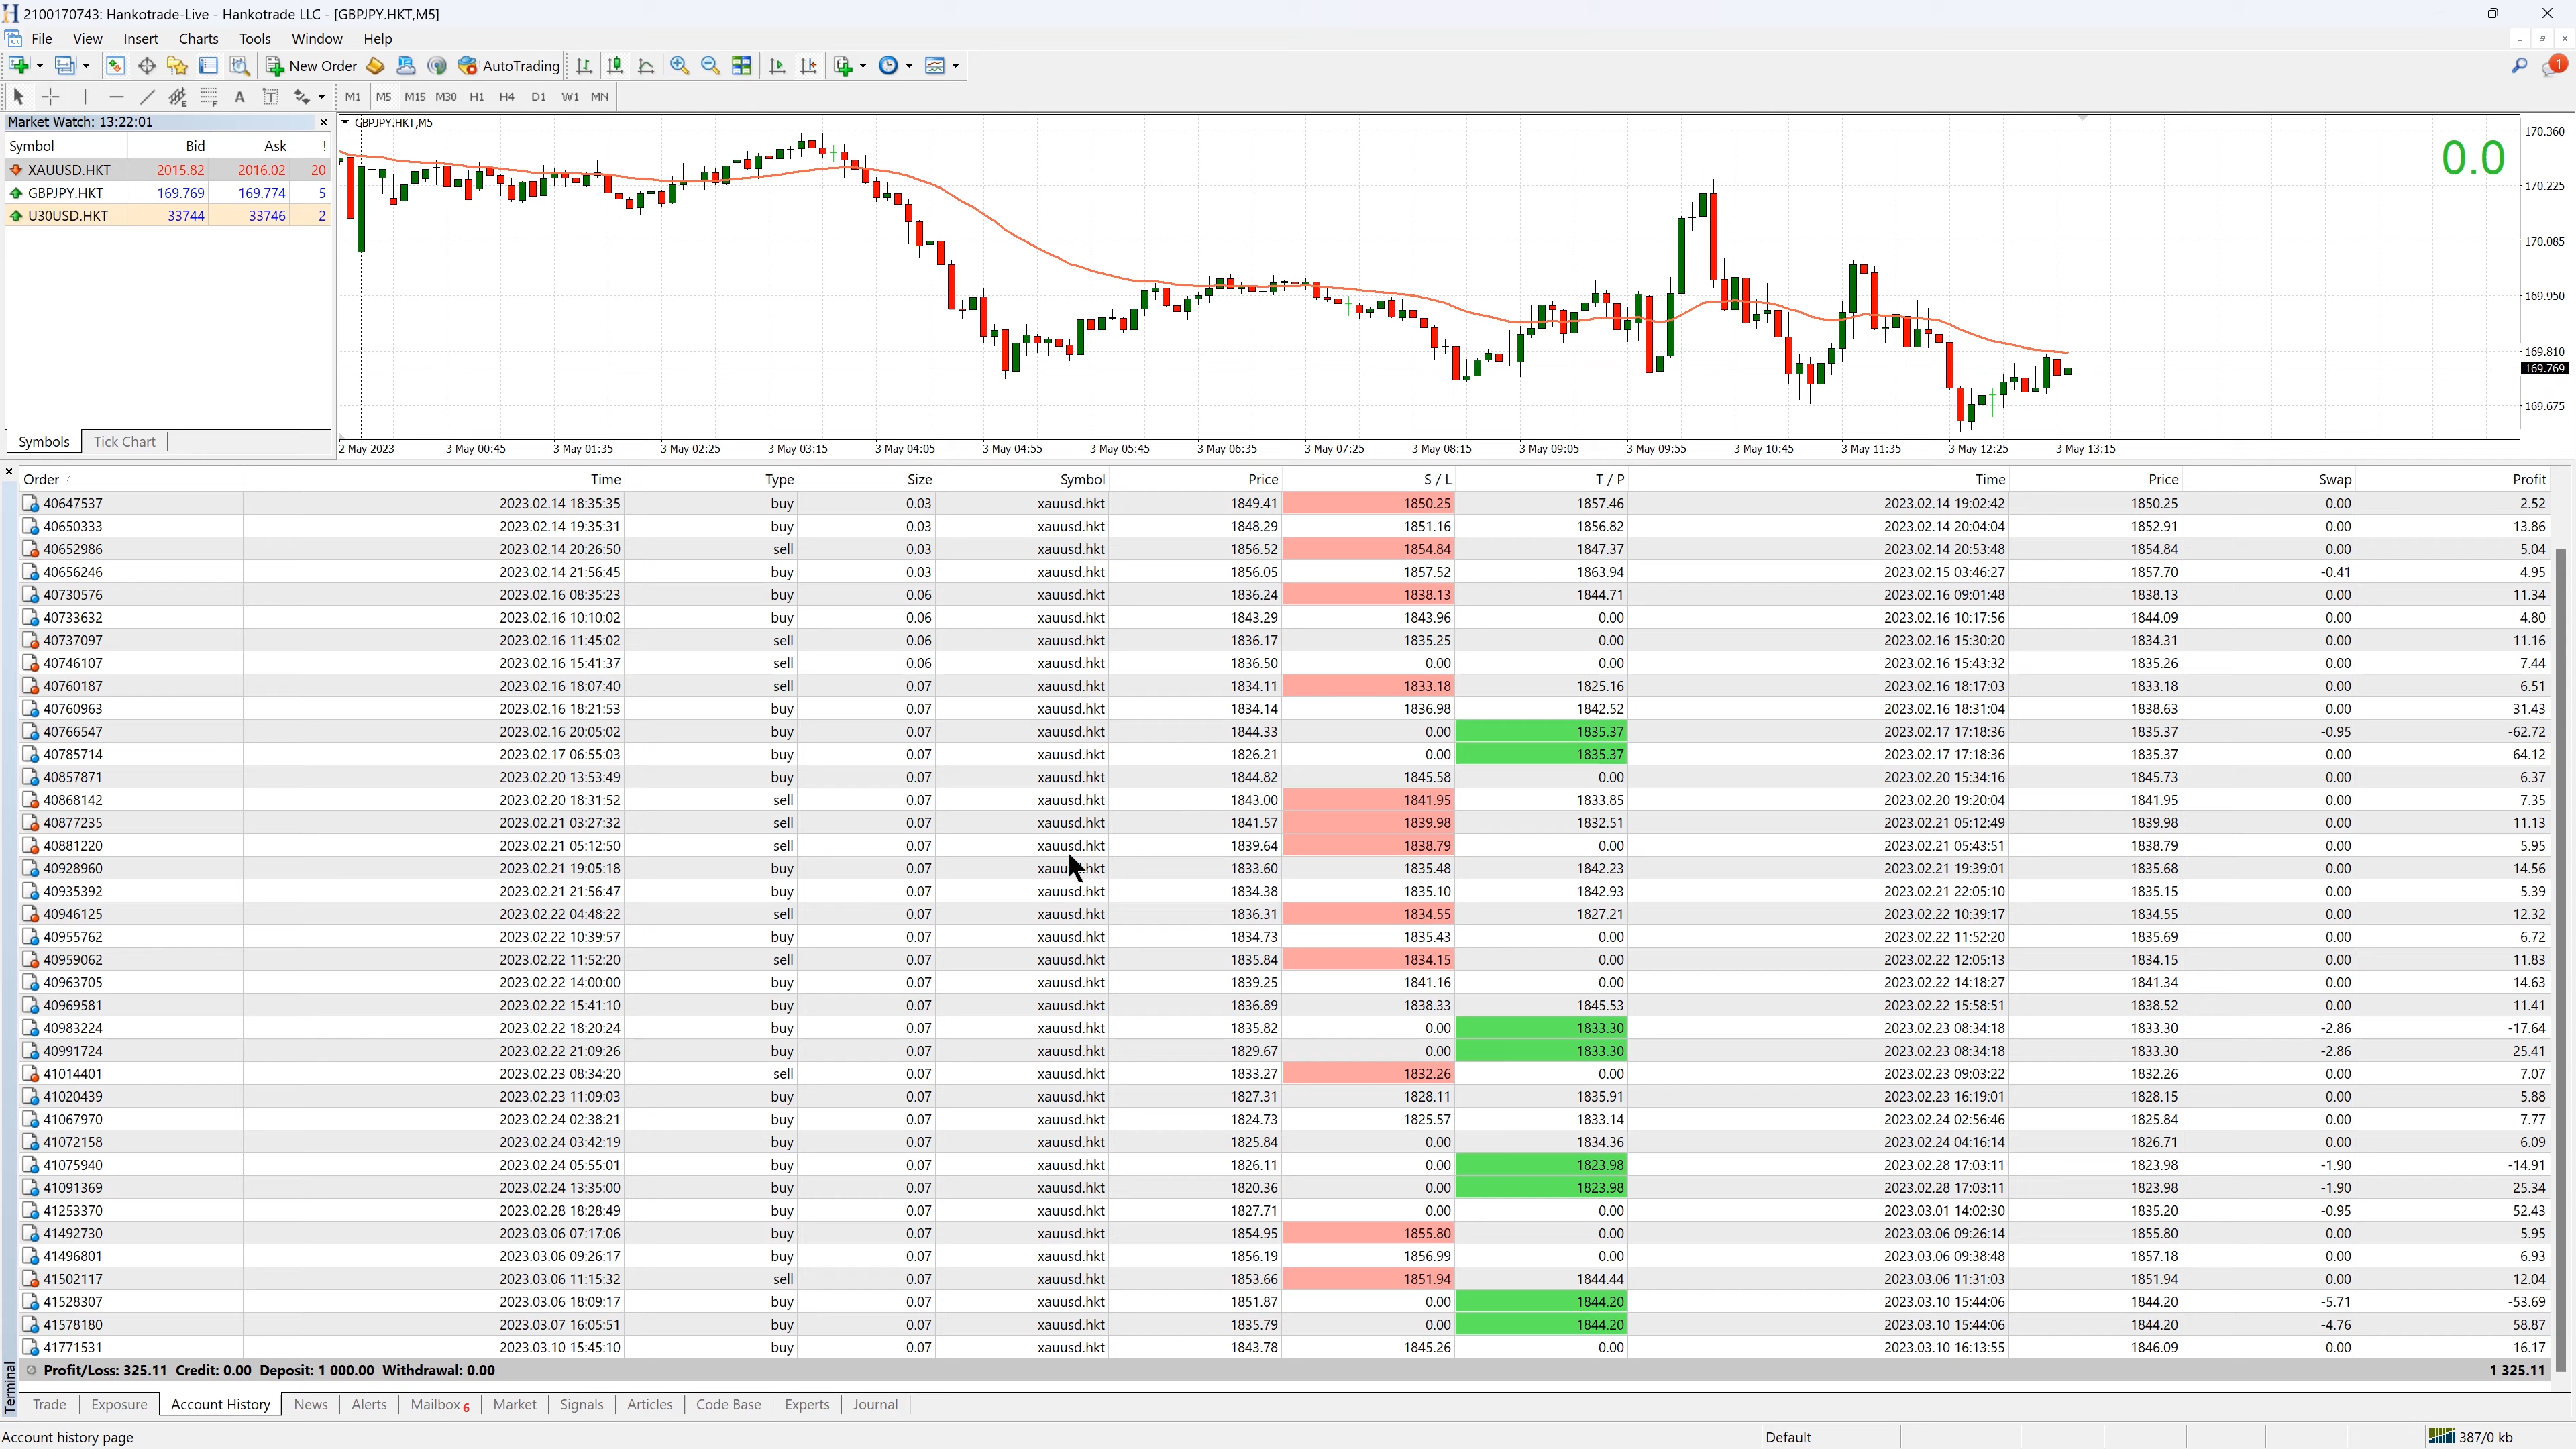 2100170743: Hankotrade-Live - Hankotrade LLC - [GBPJPY.HKT,M5]
File View Insert Charts Tools Window Help
New Order AutoTrading 1
A T M1 M5 M15 M30 H1 H4 D1 W1 MN
Market Watch: 13:22:01
Symbol Bid Ask !
XAUUSD.HKT 2015.82 2016.02 20
GBPJPY.HKT 169.769 169.774 5
U30USD.HKT 33744 33746 2
Symbols Tick Chart
GBPJPY.HKT,M5
0.0
170.360
170.225
170.085
169.950
169.810
169.769
169.675
2 May 2023 3 May 00:45 3 May 01:35 3 May 02:25 3 May 03:15 3 May 04:05 3 May 04:55 3 May 05:45 3 May 06:35 3 May 07:25 3 May 08:15 3 May 09:05 3 May 09:55 3 May 10:45 3 May 11:35 3 May 12:25 3 May 13:15
Order Time Type Size Symbol Price S / L T / P Time Price Swap Profit
40647537 2023.02.14 18:35:35 buy 0.03 xauusd.hkt 1849.41 1850.25 1857.46 2023.02.14 19:02:42 1850.25 0.00 2.52
40650333 2023.02.14 19:35:31 buy 0.03 xauusd.hkt 1848.29 1851.16 1856.82 2023.02.14 20:04:04 1852.91 0.00 13.86
40652986 2023.02.14 20:26:50 sell 0.03 xauusd.hkt 1856.52 1854.84 1847.37 2023.02.14 20:53:48 1854.84 0.00 5.04
40656246 2023.02.14 21:56:45 buy 0.03 xauusd.hkt 1856.05 1857.52 1863.94 2023.02.15 03:46:27 1857.70 -0.41 4.95
40730576 2023.02.16 08:35:23 buy 0.06 xauusd.hkt 1836.24 1838.13 1844.71 2023.02.16 09:01:48 1838.13 0.00 11.34
40733632 2023.02.16 10:10:02 buy 0.06 xauusd.hkt 1843.29 1843.96 0.00 2023.02.16 10:17:56 1844.09 0.00 4.80
40737097 2023.02.16 11:45:02 sell 0.06 xauusd.hkt 1836.17 1835.25 0.00 2023.02.16 15:30:20 1834.31 0.00 11.16
40746107 2023.02.16 15:41:37 sell 0.06 xauusd.hkt 1836.50 0.00 0.00 2023.02.16 15:43:32 1835.26 0.00 7.44
40760187 2023.02.16 18:07:40 sell 0.07 xauusd.hkt 1834.11 1833.18 1825.16 2023.02.16 18:17:03 1833.18 0.00 6.51
40760963 2023.02.16 18:21:53 buy 0.07 xauusd.hkt 1834.14 1836.98 1842.52 2023.02.16 18:31:04 1838.63 0.00 31.43
40766547 2023.02.16 20:05:02 buy 0.07 xauusd.hkt 1844.33 0.00 1835.37 2023.02.17 17:18:36 1835.37 -0.95 -62.72
40785714 2023.02.17 06:55:03 buy 0.07 xauusd.hkt 1826.21 0.00 1835.37 2023.02.17 17:18:36 1835.37 0.00 64.12
40857871 2023.02.20 13:53:49 buy 0.07 xauusd.hkt 1844.82 1845.58 0.00 2023.02.20 15:34:16 1845.73 0.00 6.37
40868142 2023.02.20 18:31:52 sell 0.07 xauusd.hkt 1843.00 1841.95 1833.85 2023.02.20 19:20:04 1841.95 0.00 7.35
40877235 2023.02.21 03:27:32 sell 0.07 xauusd.hkt 1841.57 1839.98 1832.51 2023.02.21 05:12:49 1839.98 0.00 11.13
40881220 2023.02.21 05:12:50 sell 0.07 xauusd.hkt 1839.64 1838.79 0.00 2023.02.21 05:43:51 1838.79 0.00 5.95
40928960 2023.02.21 19:05:18 buy 0.07 xauusd.hkt 1833.60 1835.48 1842.23 2023.02.21 19:39:01 1835.68 0.00 14.56
40935392 2023.02.21 21:56:47 buy 0.07 xauusd.hkt 1834.38 1835.10 1842.93 2023.02.21 22:05:10 1835.15 0.00 5.39
40946125 2023.02.22 04:48:22 sell 0.07 xauusd.hkt 1836.31 1834.55 1827.21 2023.02.22 10:39:17 1834.55 0.00 12.32
40955762 2023.02.22 10:39:57 buy 0.07 xauusd.hkt 1834.73 1835.43 0.00 2023.02.22 11:52:20 1835.69 0.00 6.72
40959062 2023.02.22 11:52:20 sell 0.07 xauusd.hkt 1835.84 1834.15 0.00 2023.02.22 12:05:13 1834.15 0.00 11.83
40963705 2023.02.22 14:00:00 buy 0.07 xauusd.hkt 1839.25 1841.16 0.00 2023.02.22 14:18:27 1841.34 0.00 14.63
40969581 2023.02.22 15:41:10 buy 0.07 xauusd.hkt 1836.89 1838.33 1845.53 2023.02.22 15:58:51 1838.52 0.00 11.41
40983224 2023.02.22 18:20:24 buy 0.07 xauusd.hkt 1835.82 0.00 1833.30 2023.02.23 08:34:18 1833.30 -2.86 -17.64
40991724 2023.02.22 21:09:26 buy 0.07 xauusd.hkt 1829.67 0.00 1833.30 2023.02.23 08:34:18 1833.30 -2.86 25.41
41014401 2023.02.23 08:34:20 sell 0.07 xauusd.hkt 1833.27 1832.26 0.00 2023.02.23 09:03:22 1832.26 0.00 7.07
41020439 2023.02.23 11:09:03 buy 0.07 xauusd.hkt 1827.31 1828.11 1835.91 2023.02.23 16:19:01 1828.15 0.00 5.88
41067970 2023.02.24 02:38:21 buy 0.07 xauusd.hkt 1824.73 1825.57 1833.14 2023.02.24 02:56:46 1825.84 0.00 7.77
41072158 2023.02.24 03:42:19 buy 0.07 xauusd.hkt 1825.84 0.00 1834.36 2023.02.24 04:16:14 1826.71 0.00 6.09
41075940 2023.02.24 05:55:01 buy 0.07 xauusd.hkt 1826.11 0.00 1823.98 2023.02.28 17:03:11 1823.98 -1.90 -14.91
41091369 2023.02.24 13:35:00 buy 0.07 xauusd.hkt 1820.36 0.00 1823.98 2023.02.28 17:03:11 1823.98 -1.90 25.34
41253370 2023.02.28 18:28:49 buy 0.07 xauusd.hkt 1827.71 0.00 0.00 2023.03.01 14:02:30 1835.20 -0.95 52.43
41492730 2023.03.06 07:17:06 buy 0.07 xauusd.hkt 1854.95 1855.80 0.00 2023.03.06 09:26:14 1855.80 0.00 5.95
41496801 2023.03.06 09:26:17 buy 0.07 xauusd.hkt 1856.19 1856.99 0.00 2023.03.06 09:38:48 1857.18 0.00 6.93
41502117 2023.03.06 11:15:32 sell 0.07 xauusd.hkt 1853.66 1851.94 1844.44 2023.03.06 11:31:03 1851.94 0.00 12.04
41528307 2023.03.06 18:09:17 buy 0.07 xauusd.hkt 1851.87 0.00 1844.20 2023.03.10 15:44:06 1844.20 -5.71 -53.69
41578180 2023.03.07 16:05:51 buy 0.07 xauusd.hkt 1835.79 0.00 1844.20 2023.03.10 15:44:06 1844.20 -4.76 58.87
41771531 2023.03.10 15:45:10 buy 0.07 xauusd.hkt 1843.78 1845.26 0.00 2023.03.10 16:13:55 1846.09 0.00 16.17
Profit/Loss: 325.11 Credit: 0.00 Deposit: 1 000.00 Withdrawal: 0.00 1 325.11
Terminal
Trade Exposure Account History News Alerts Mailbox 6 Market Signals Articles Code Base Experts Journal
Account history page Default 387/0 kb